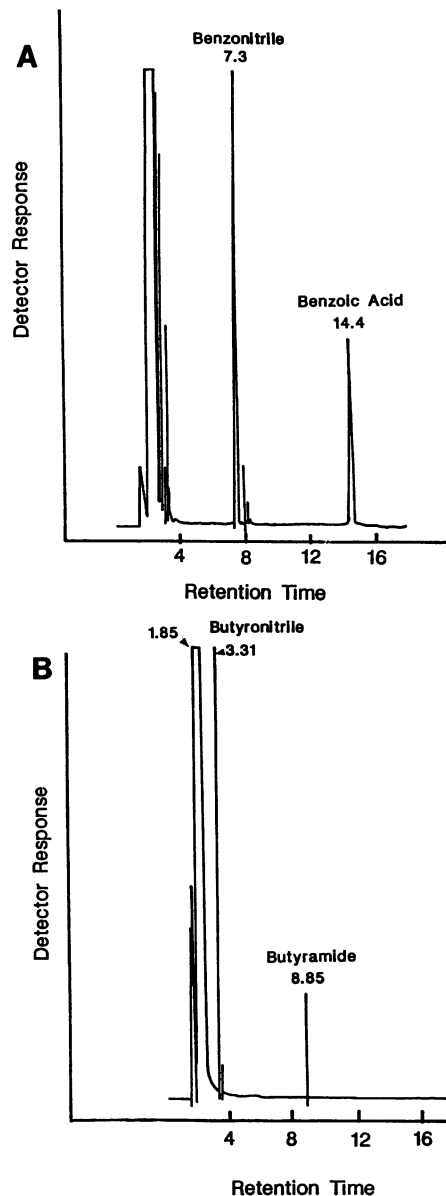 A
Benzonitrile
7.3
Detector Response
Benzoic Acid
14.4
4 8 12 16
Retention Time
B
1.85
Butyronitrile
3.31
Detector Response
Butyramide
8.85
4 8 12 16
Retention Time